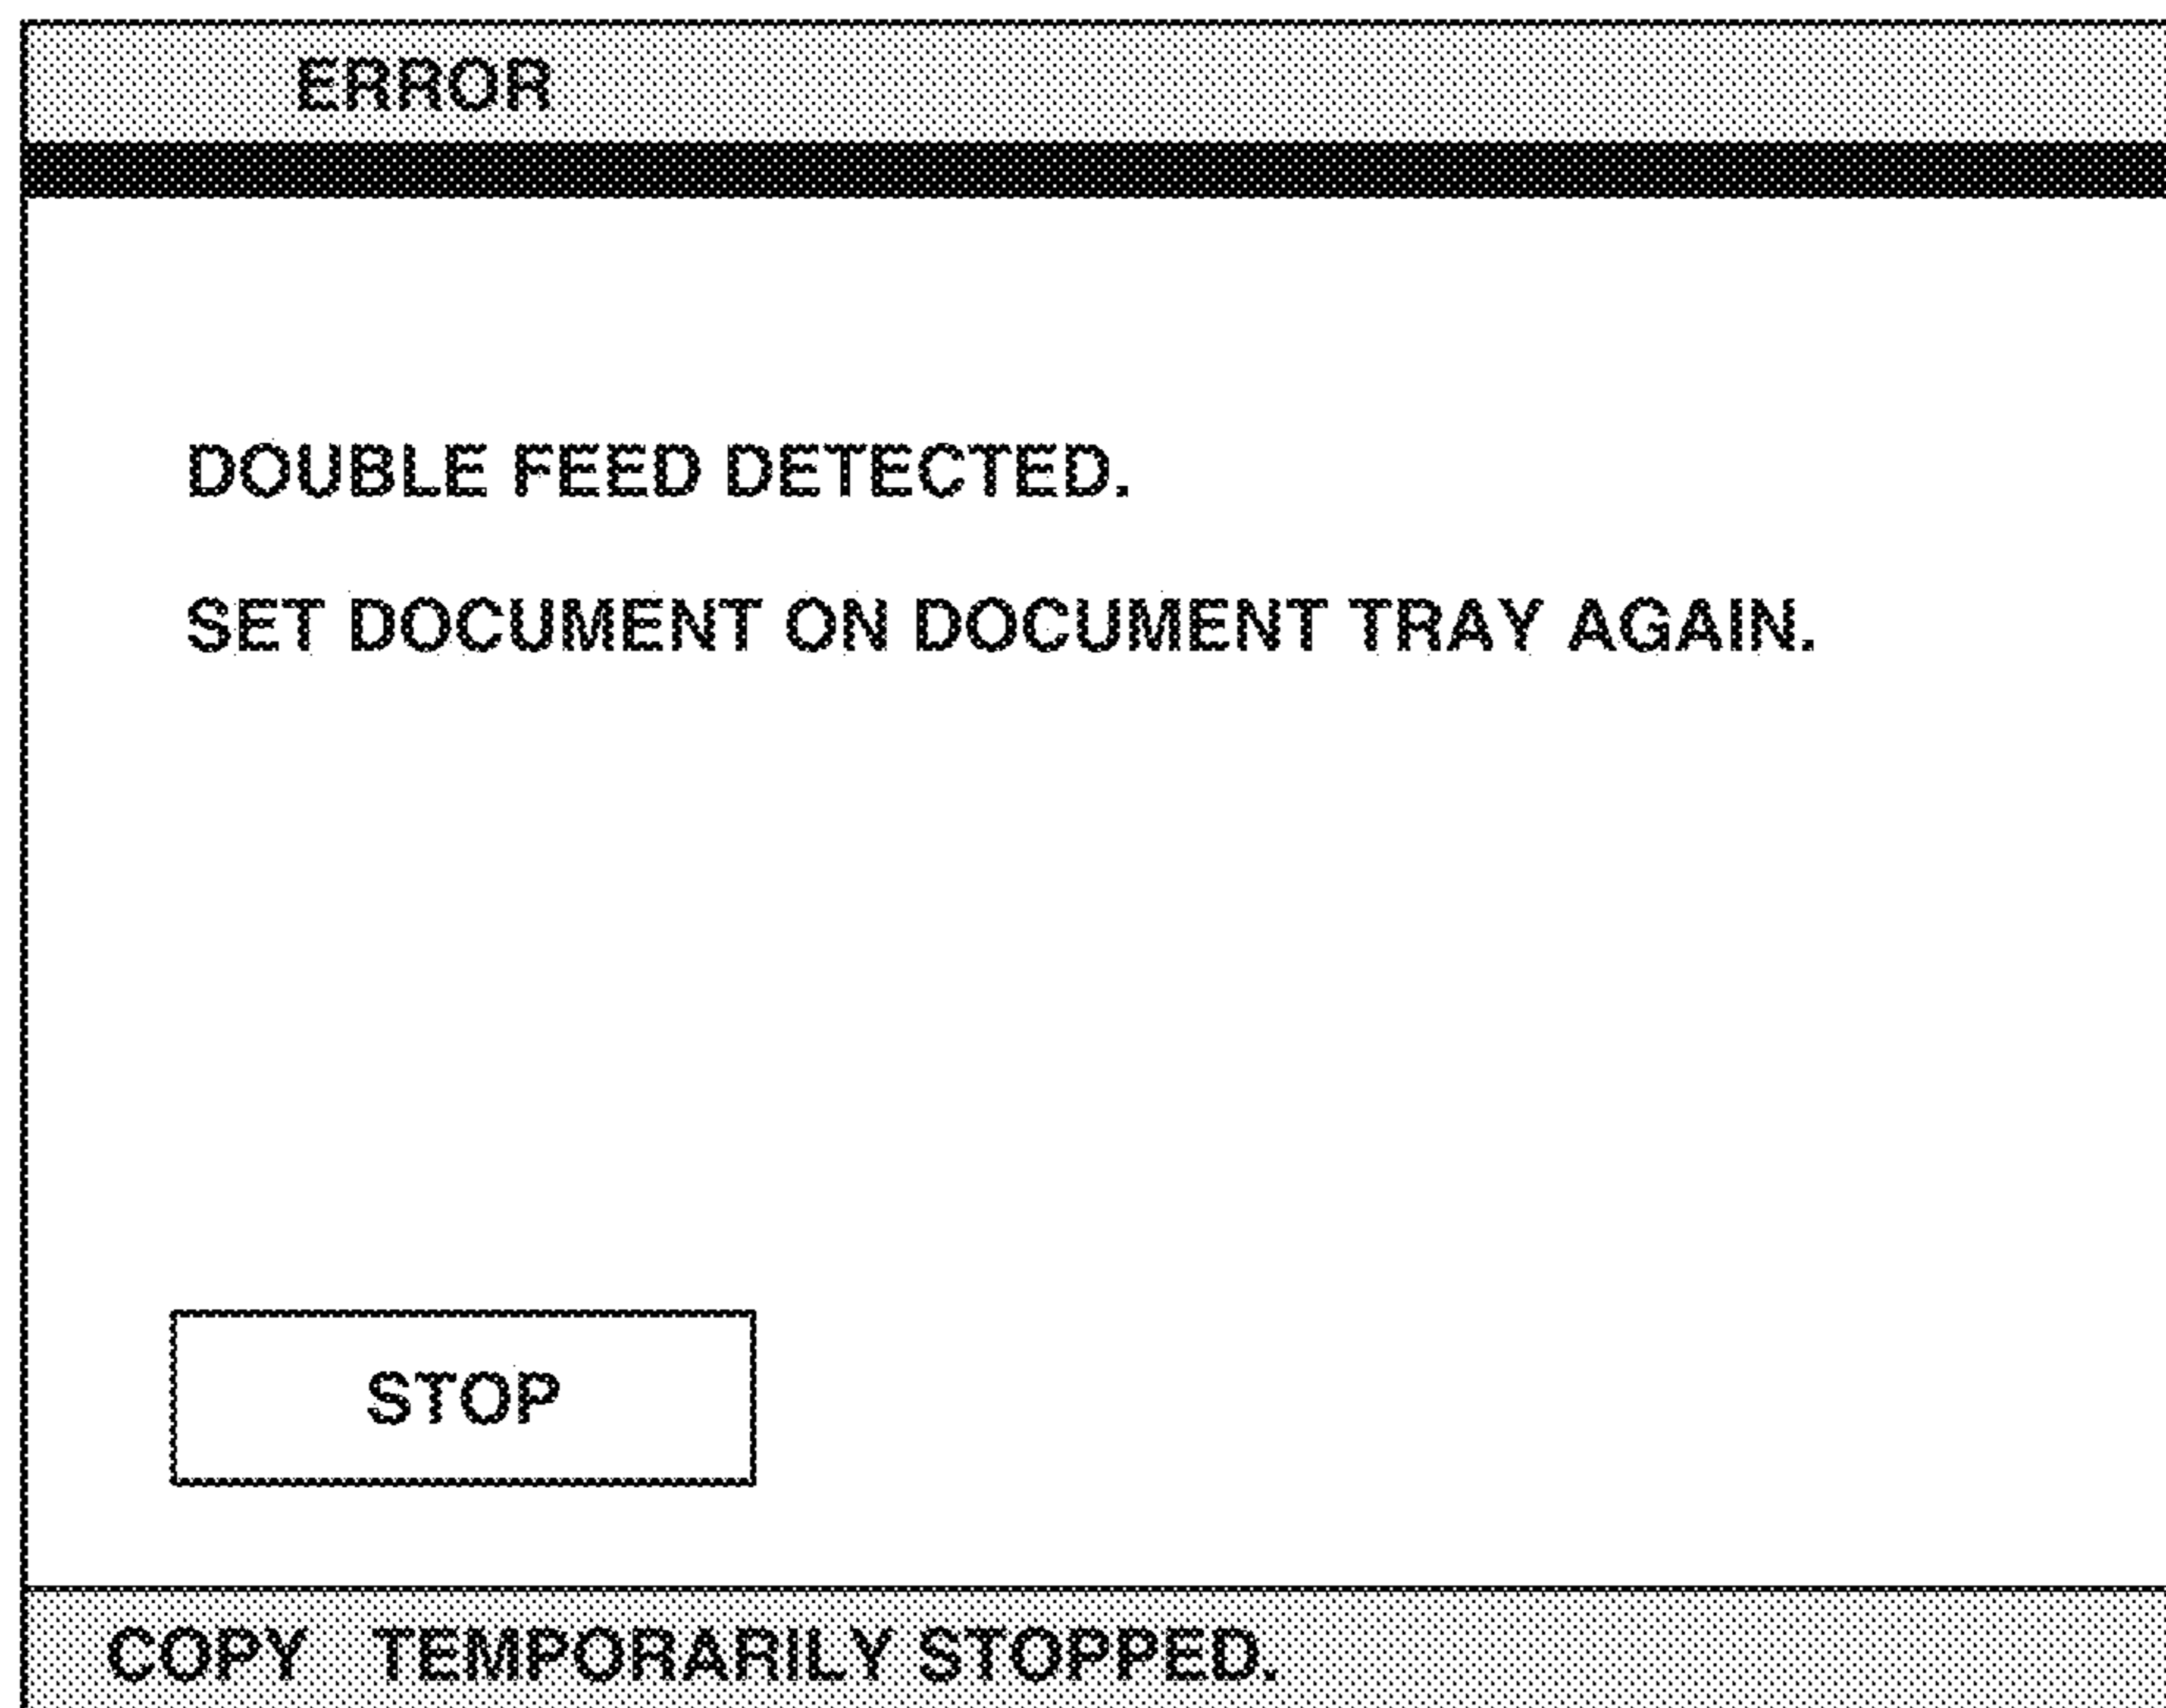 ERROR
DOUBLE FEED DETECTED.
SET DOCUMENT ON DOCUMENT TRAY AGAIN.
STOP
COPY TEMPORARILY STOPPED.